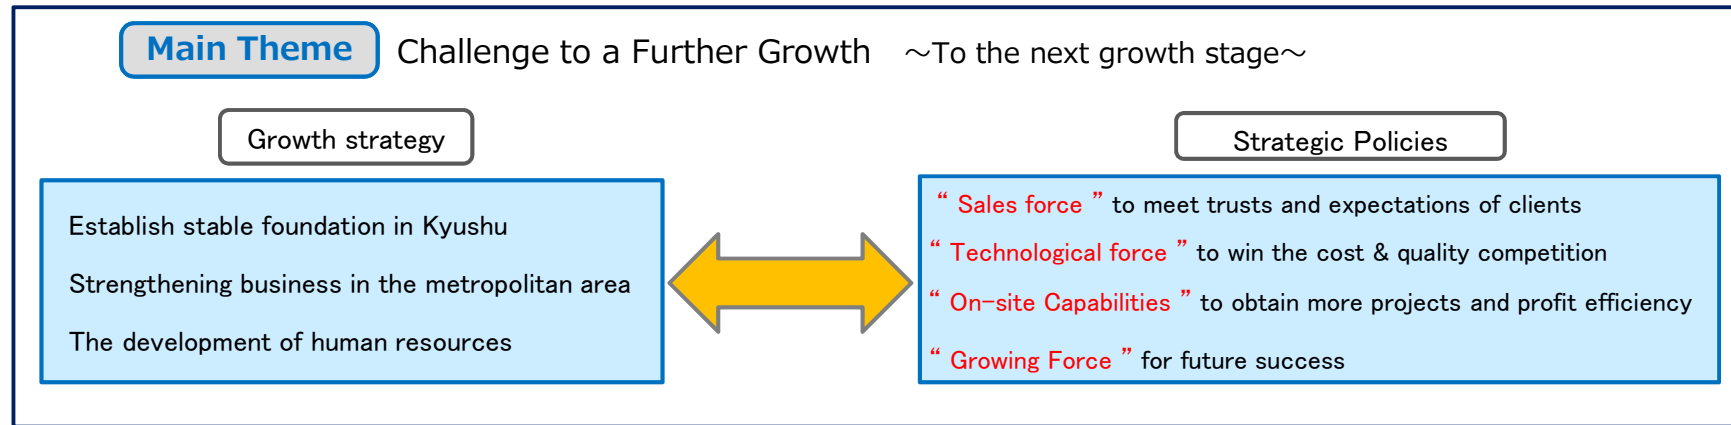 Main Theme Challenge to a Further Growth ～To the next growth stage～
Growth strategy
Establish stable foundation in Kyushu
Strengthening business in the metropolitan area
The development of human resources
Strategic Policies
“ Sales force ” to meet trusts and expectations of clients
“ Technological force ” to win the cost & quality competition
“ On-site Capabilities ” to obtain more projects and profit efficiency
“ Growing Force ” for future success